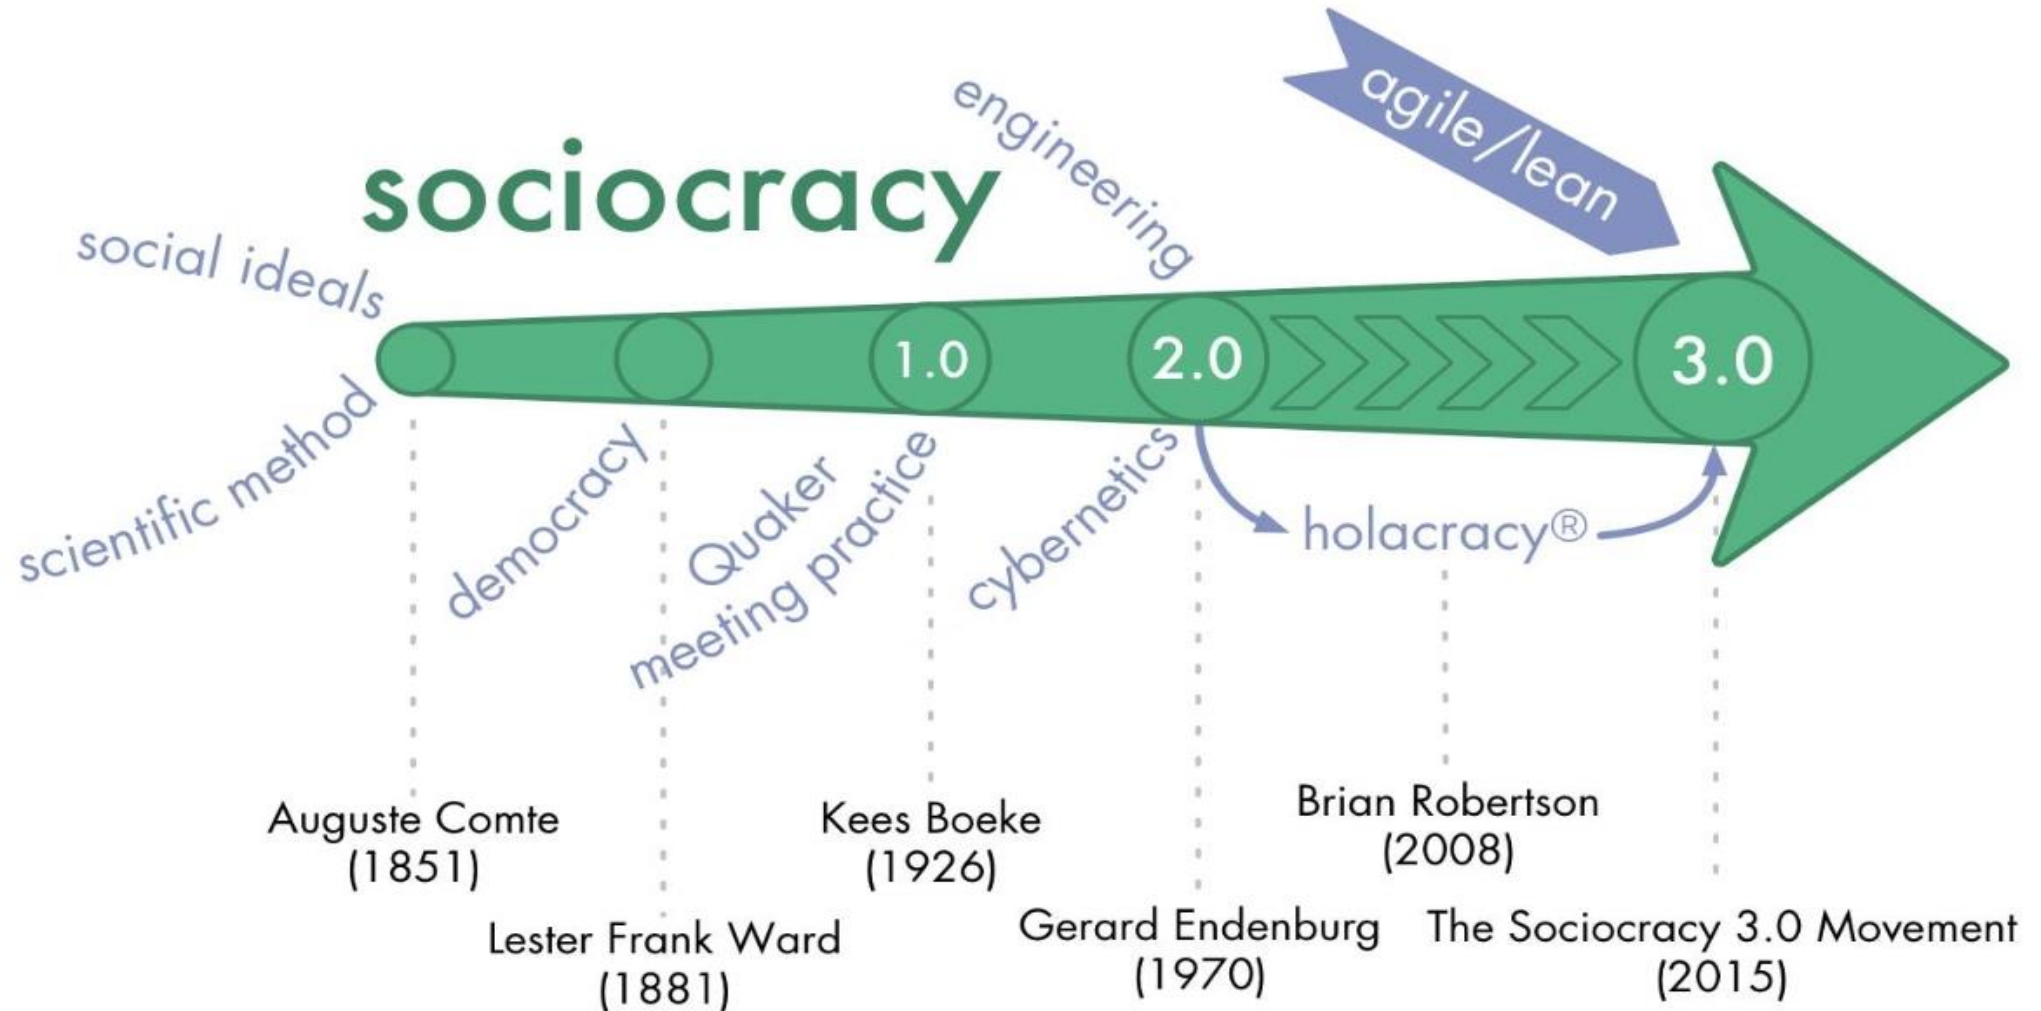 sociocracy
social ideals
scientific method
democracy
Quaker
meeting practice
engineering
cybernetics
agile/lean
1.0
2.0
3.0
holacracy®
Auguste Comte
(1851)
Lester Frank Ward
(1881)
Kees Boeke
(1926)
Gerard Endenburg
(1970)
Brian Robertson
(2008)
The Sociocracy 3.0 Movement
(2015)